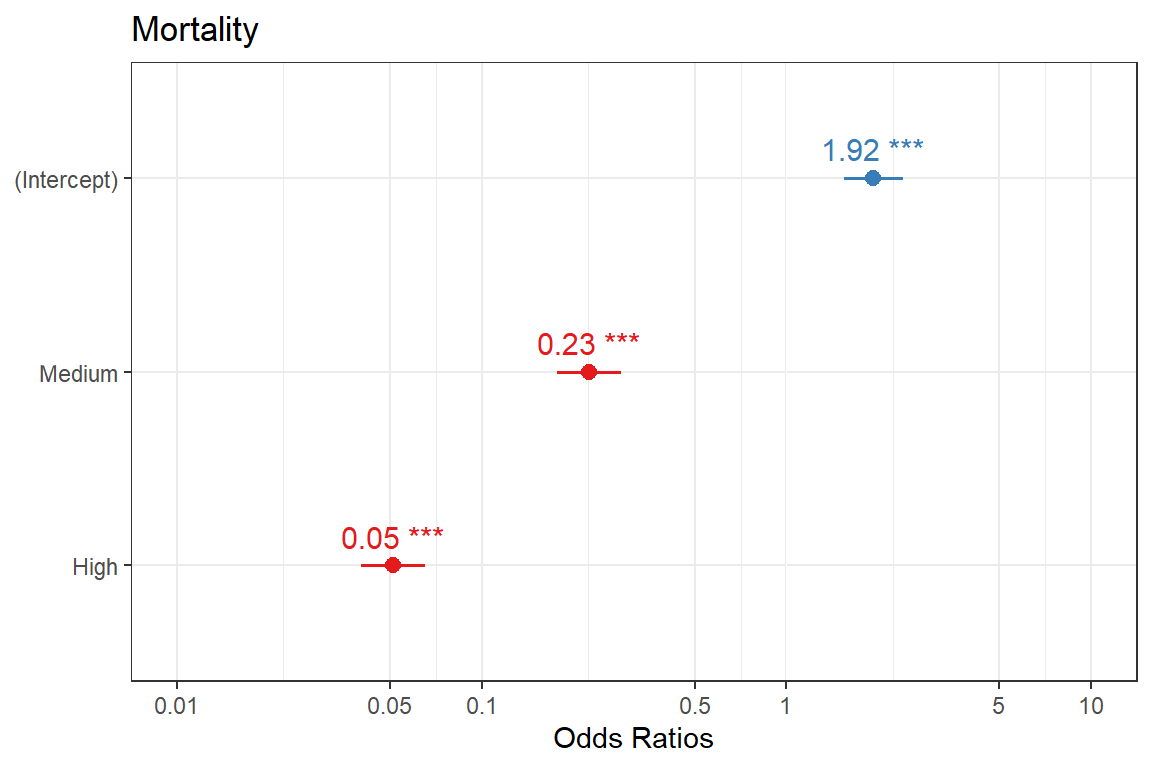 Mortality
(Intercept)
1.92 ***
Medium
0.23 ***
High
0.05 ***
0.01 0.05 0.1 0.5 1 5 10
Odds Ratios